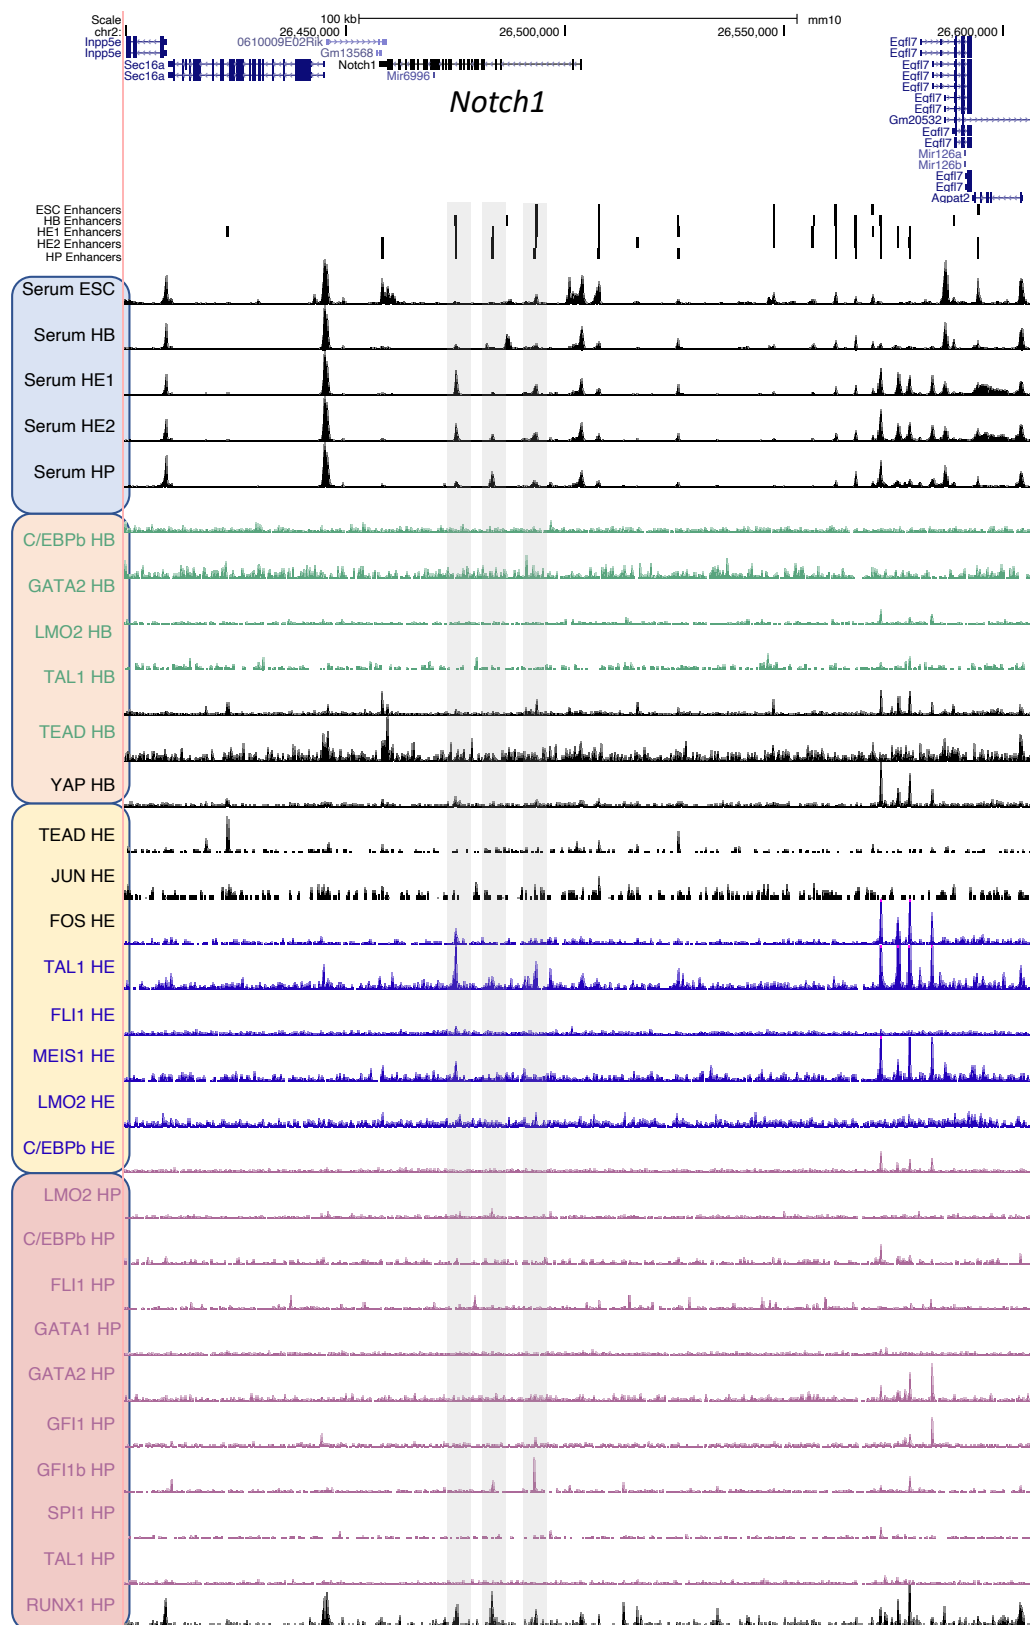 Scale 100 kb mm10
chr2: 26,450,000 26,500,000 26,550,000 26,600,000
Inpp5e 0610009E02Rik Egfl7
Inpp5e Gm13568 Egfl7
Sec16a Notch1 Egfl7
Sec16a Mir6996 Egfl7
Egfl7
Egfl7
Egfl7
Gm20532
Egfl7
Egfl7
Mir126a
Mir126b
Egfl7
Egfl7
Agpat2
Notch1
ESC Enhancers
HB Enhancers
HE1 Enhancers
HE2 Enhancers
HP Enhancers
Serum ESC
Serum HB
Serum HE1
Serum HE2
Serum HP
C/EBPb HB
GATA2 HB
LMO2 HB
TAL1 HB
TEAD HB
YAP HB
TEAD HE
JUN HE
FOS HE
TAL1 HE
FLI1 HE
MEIS1 HE
LMO2 HE
C/EBPb HE
LMO2 HP
C/EBPb HP
FLI1 HP
GATA1 HP
GATA2 HP
GFI1 HP
GFI1b HP
SPI1 HP
TAL1 HP
RUNX1 HP